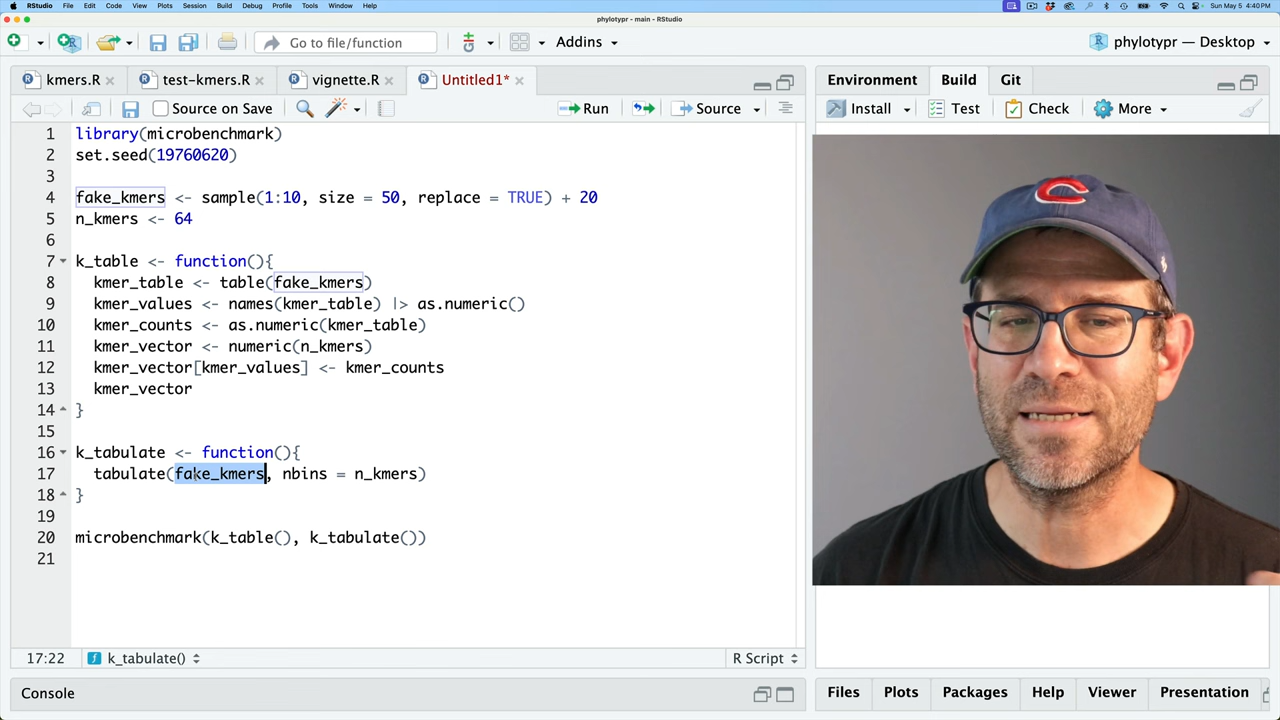 RStudio File Edit Code View Plots Session Build Debug Profile Tools Window Help Sun May 5 4:40 PM
phylotypr - main - RStudio
Go to file/function Addins phylotypr — Desktop
kmers.R test-kmers.R vignette.R Untitled1* Environment Build Git
Source on Save Run Source Install Test Check More
1 library(microbenchmark)
2 set.seed(19760620)
3
4 fake_kmers <- sample(1:10, size = 50, replace = TRUE) + 20
5 n_kmers <- 64
6
7 k_table <- function(){
8 kmer_table <- table(fake_kmers)
9 kmer_values <- names(kmer_table) |> as.numeric()
10 kmer_counts <- as.numeric(kmer_table)
11 kmer_vector <- numeric(n_kmers)
12 kmer_vector[kmer_values] <- kmer_counts
13 kmer_vector
14 }
15
16 k_tabulate <- function(){
17 tabulate(fake_kmers, nbins = n_kmers)
18 }
19
20 microbenchmark(k_table(), k_tabulate())
21
17:22 k_tabulate() R Script
Console Files Plots Packages Help Viewer Presentation